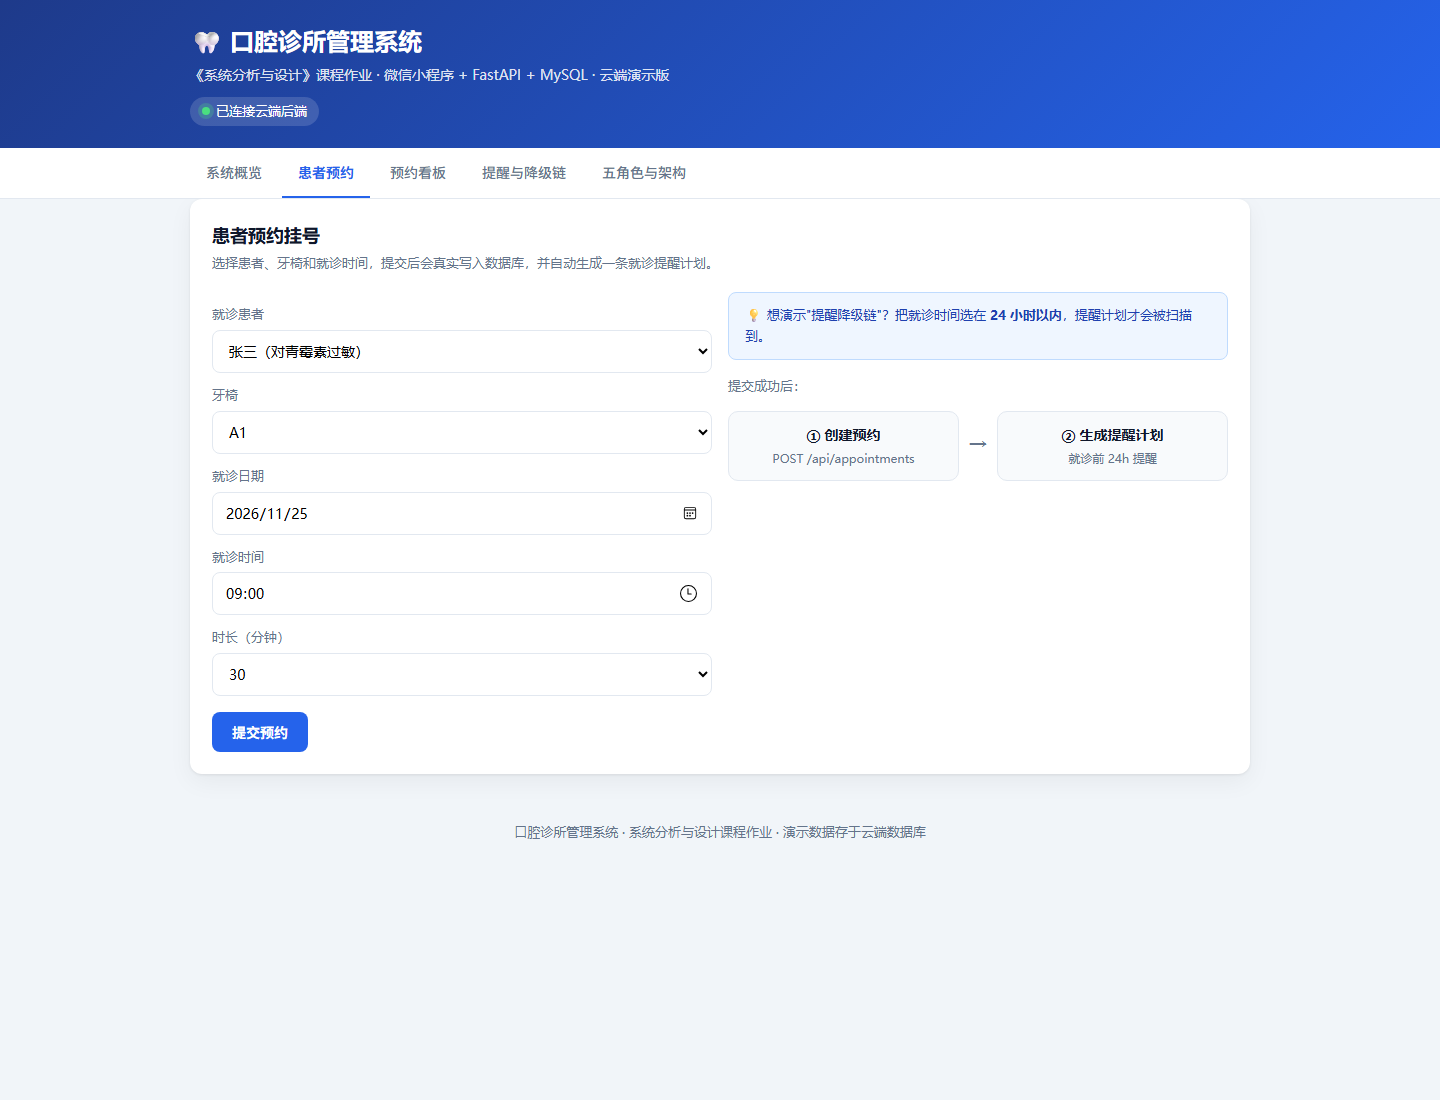 口腔诊所管理系统
《系统分析与设计》课程作业 · 微信小程序 + FastAPI + MySQL · 云端演示版
已连接云端后端
系统概览
患者预约
预约看板
提醒与降级链
五角色与架构
患者预约挂号
选择患者、牙椅和就诊时间，提交后会真实写入数据库，并自动生成一条就诊提醒计划。
就诊患者
张三（对青霉素过敏）
牙椅
A1
就诊日期
2026/11/25
就诊时间
09:00
时长（分钟）
30
提交预约
想演示"提醒降级链"？把就诊时间选在 24 小时以内，提醒计划才会被扫描
到。
提交成功后：
① 创建预约
POST /api/appointments
→
② 生成提醒计划
就诊前 24h 提醒
口腔诊所管理系统 · 系统分析与设计课程作业 · 演示数据存于云端数据库